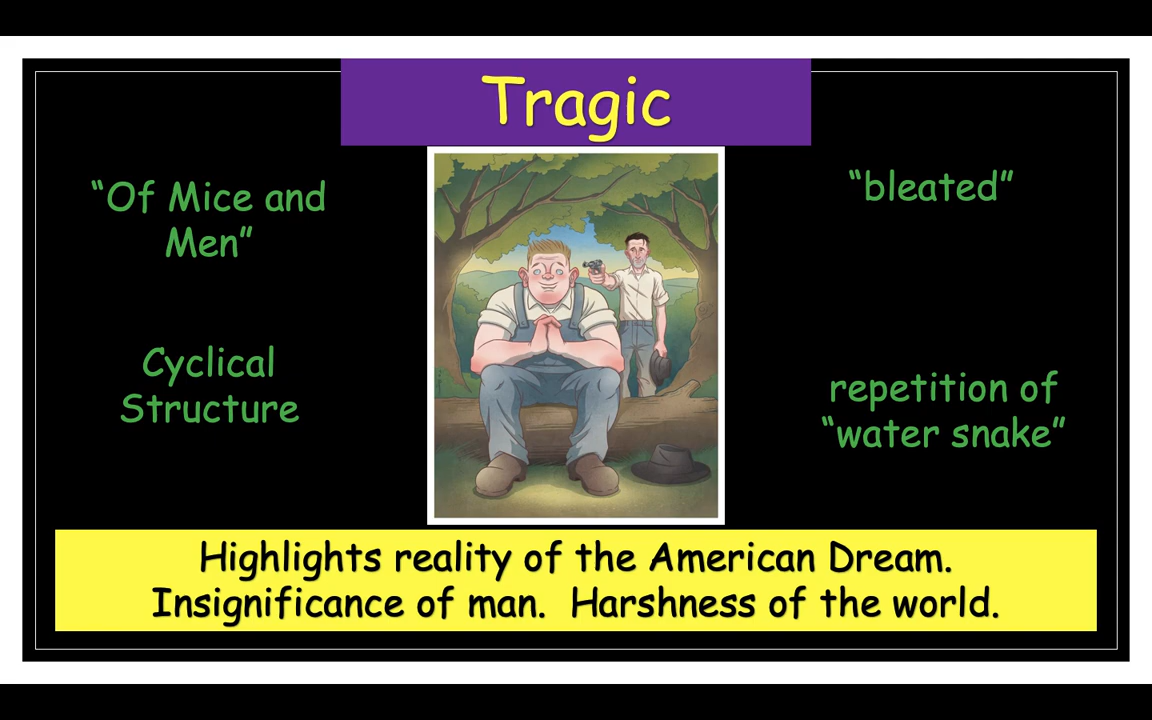 Tragic
“Of Mice and
Men”
“bleated”
Cyclical
Structure
repetition of
“water snake”
Highlights reality of the American Dream.
Insignificance of man.  Harshness of the world.